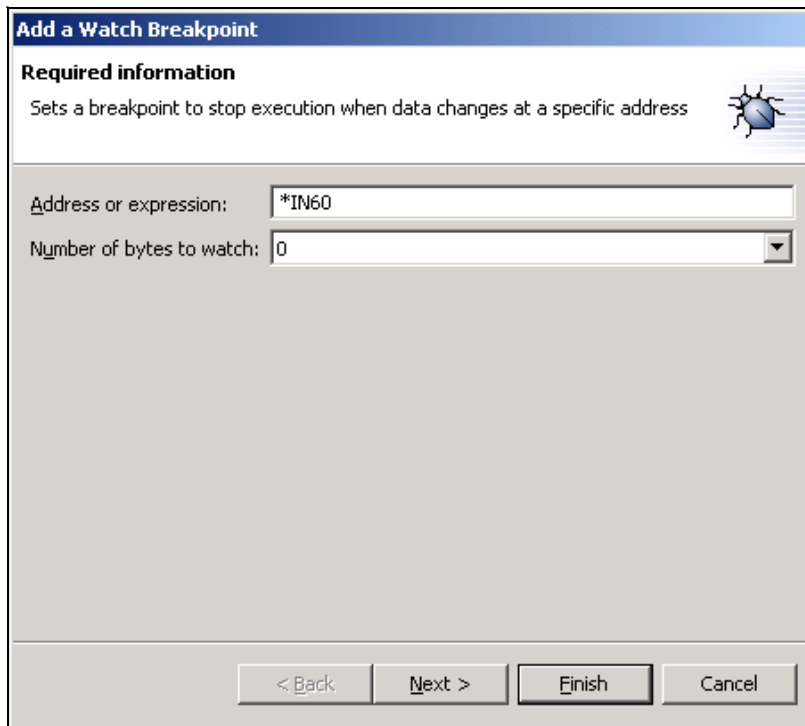 Add a Watch Breakpoint
Required information
Sets a breakpoint to stop execution when data changes at a specific address
Address or expression: *IN60
Number of bytes to watch: 0
< Back Next > Finish Cancel